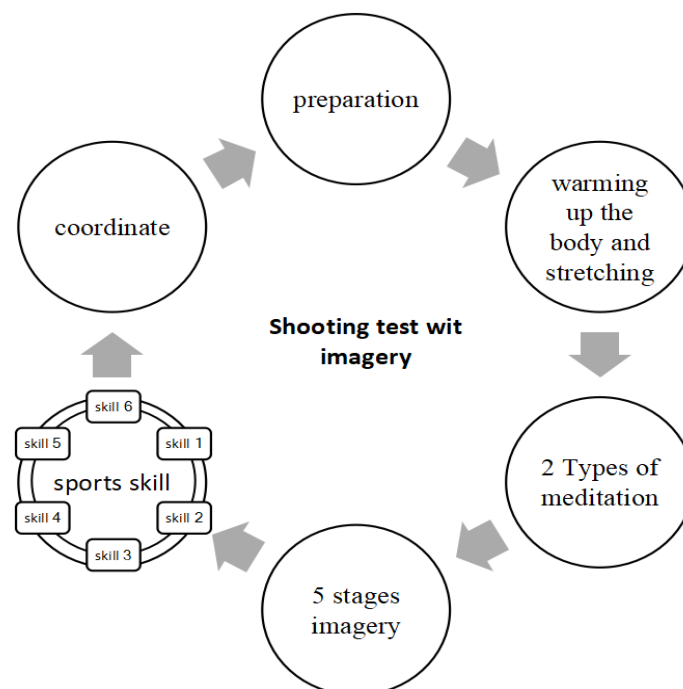 preparation
warming
up the
body and
stretching
2 Types of
meditation
5 stages
imagery
sports skill
skill 1
skill 2
skill 3
skill 4
skill 5
skill 6
coordinate
Shooting test wit
imagery